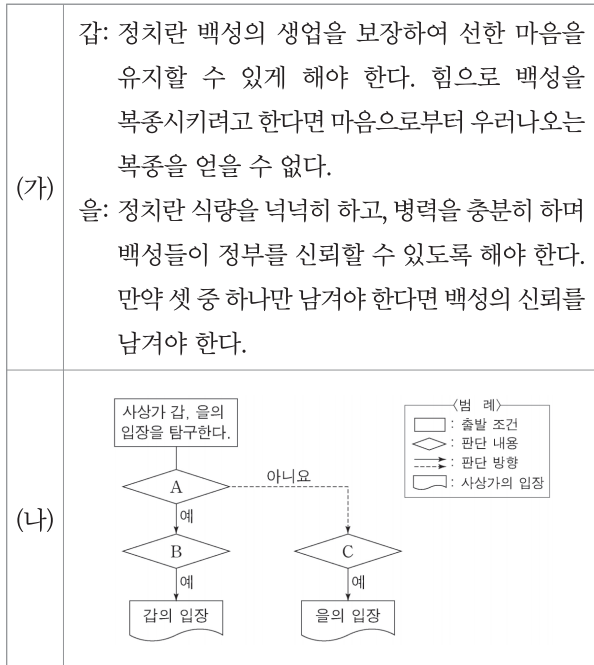 (가)
갑: 정치란 백성의 생업을 보장하여 선한 마음을
유지할 수 있게 해야 한다. 힘으로 백성을
복종시키려고 한다면 마음으로부터 우러나오는
복종을 얻을 수 없다.
을: 정치란 식량을 넉넉히 하고, 병력을 충분히 하며
백성들이 정부를 신뢰할 수 있도록 해야 한다.
만약 셋 중 하나만 남겨야 한다면 백성의 신뢰를
남겨야 한다.
(나)
사상가 갑, 을의
입장을 탐구한다.
A
아니요
예
B
C
예
예
갑의 입장
을의 입장
〈범 례〉
: 출발 조건
: 판단 내용
: 판단 방향
: 사상가의 입장